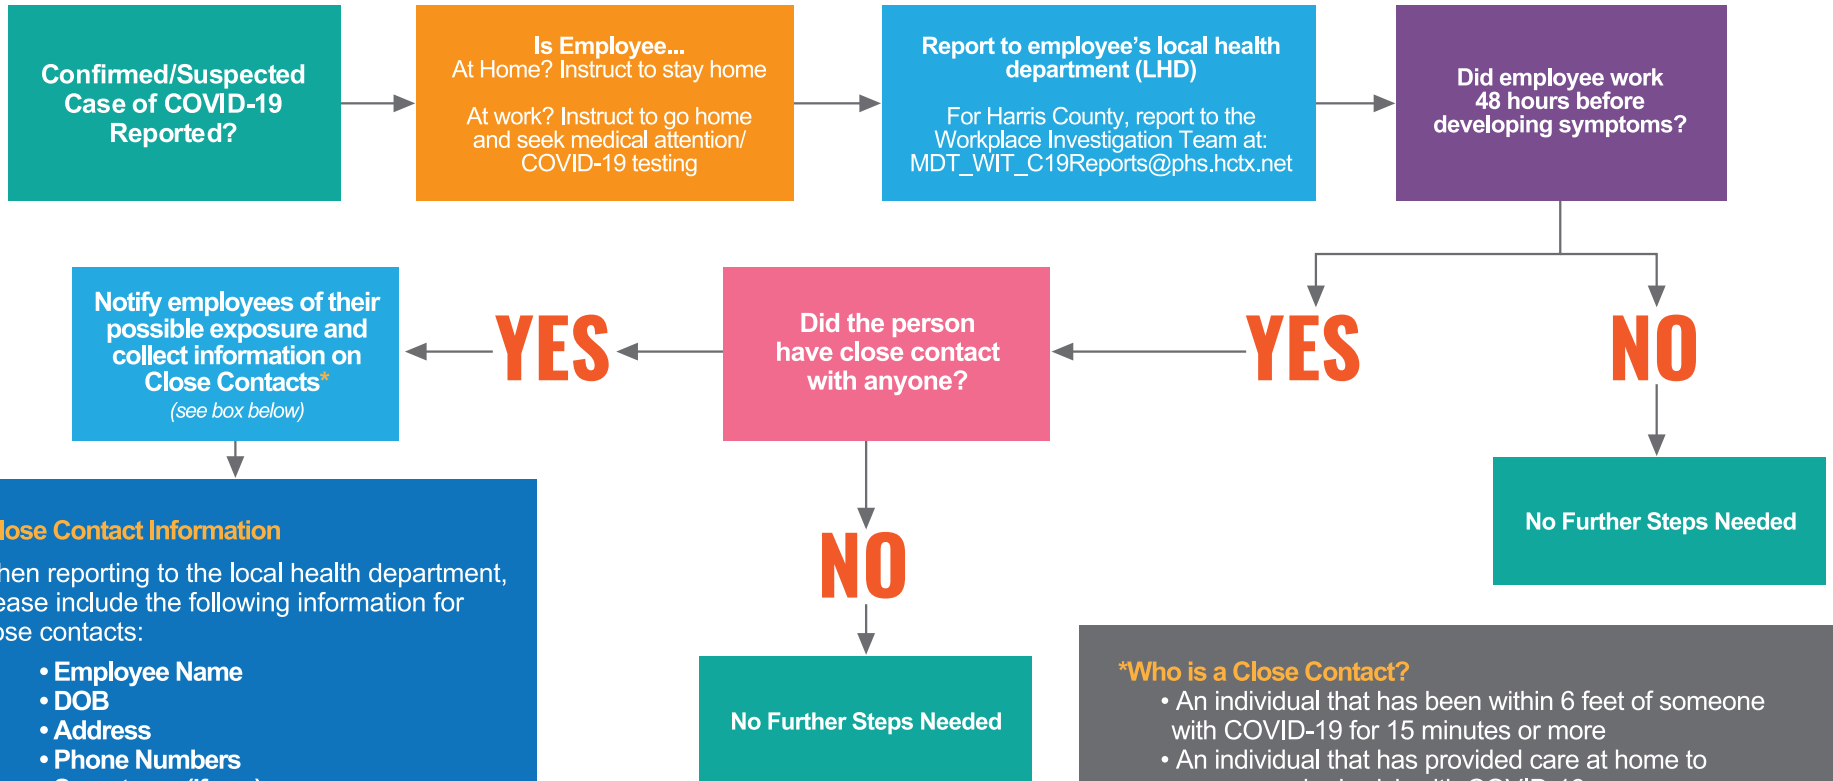 Confirmed/Suspected
Case of COVID-19
Reported?
Is Employee...
At Home? Instruct to stay home
At work? Instruct to go home
and seek medical attention/
COVID-19 testing
Report to employee's local health
department (LHD)
For Harris County, report to the
Workplace Investigation Team at:
MDT_WIT_C19Reports@phs.hctx.net
Did employee work
48 hours before
developing symptoms?
YES
NO
No Further Steps Needed
Did the person
have close contact
with anyone?
YES
NO
No Further Steps Needed
Notify employees of their
possible exposure and
collect information on
Close Contacts*
(see box below)
lose Contact Information
hen reporting to the local health department,
ease include the following information for
ose contacts:
• Employee Name
• DOB
• Address
• Phone Numbers
*Who is a Close Contact?
• An individual that has been within 6 feet of someone
with COVID-19 for 15 minutes or more
• An individual that has provided care at home to